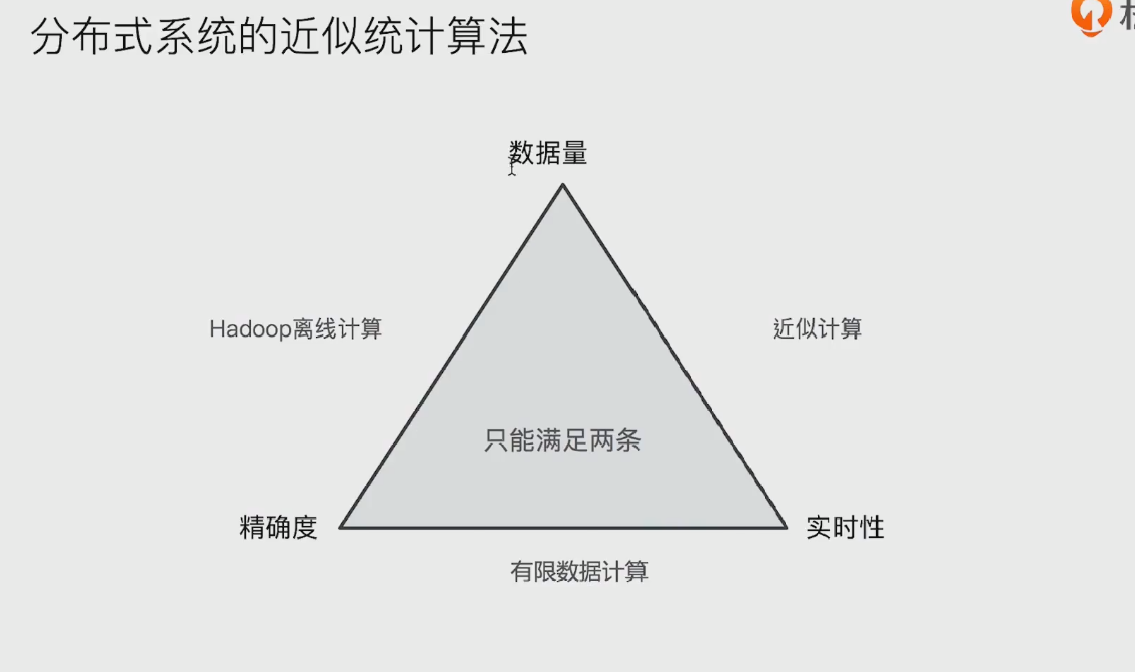 分布式系统的近似统计算法
数据量
Hadoop离线计算
近似计算
只能满足两条
精确度
实时性
有限数据计算